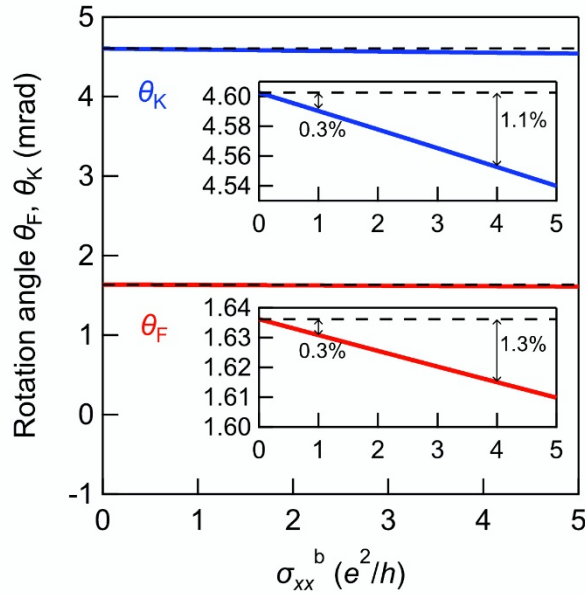 Rotation angle θF, θK (mrad)
5
4
3
2
1
0
-1
θK
4.60
4.58
4.56
4.54
0.3%
1.1%
0 1 2 3 4 5
θF
1.64
1.63
1.62
1.61
1.60
0.3%
1.3%
0 1 2 3 4 5
0 1 2 3 4 5
σxx^b (e^2/h)